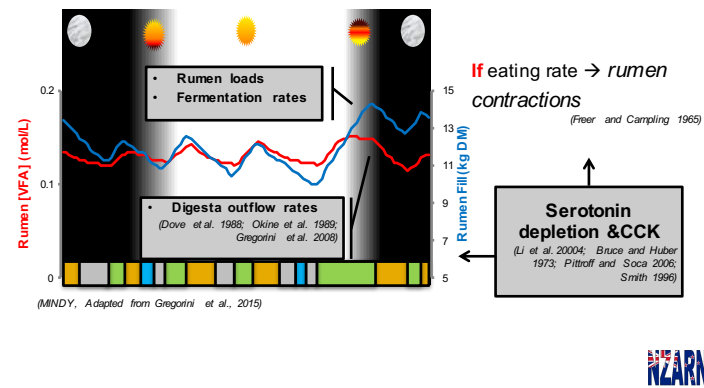 If eating rate → rumen
contractions
(Freer and Campling 1965)
• Rumen loads
• Fermentation rates
0.2
0.1
0
Rumen [VFA] (mol/L)
15
13
11
9
7
5
Rumen Fill (kg DM)
• Digesta outflow rates
(Dove et al. 1988; Okine et al. 1989;
Gregorini et al. 2008)
Serotonin
depletion &CCK
(Li et al. 20004; Bruce and Huber
1973; Pittroff and Soca 2006;
Smith 1996)
(MINDY, Adapted from Gregorini et al., 2015)
NZARN